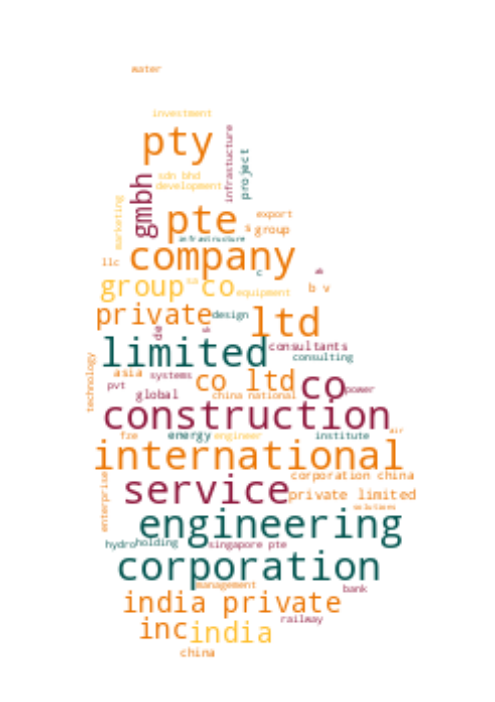 water
investment
pty
infrastructure
project
sdn bhd
development
gmbh
marketing
pte
export
s group
infrastructure
company
llc
c
group co
equipment
b v
private
design
ltd
de
limited
consultants
consulting
technology
asia
systems
pvt
co ltd
co
power
global
china national
construction
air
fze
energy
engineer
institute
international
corporation china
enterprise
service
private limited
solutions
engineering
hydro
holding
singapore pte
corporation
management
bank
india private
railway
inc
india
china